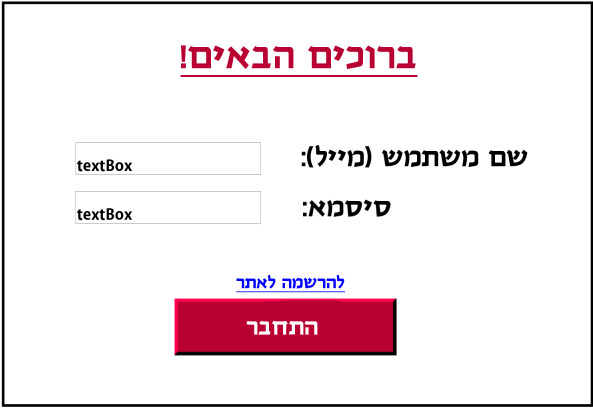 ברוכים הבאים!
שם משתמש (מייל): textBox
סיסמא: textBox
להרשמה לאתר
התחבר